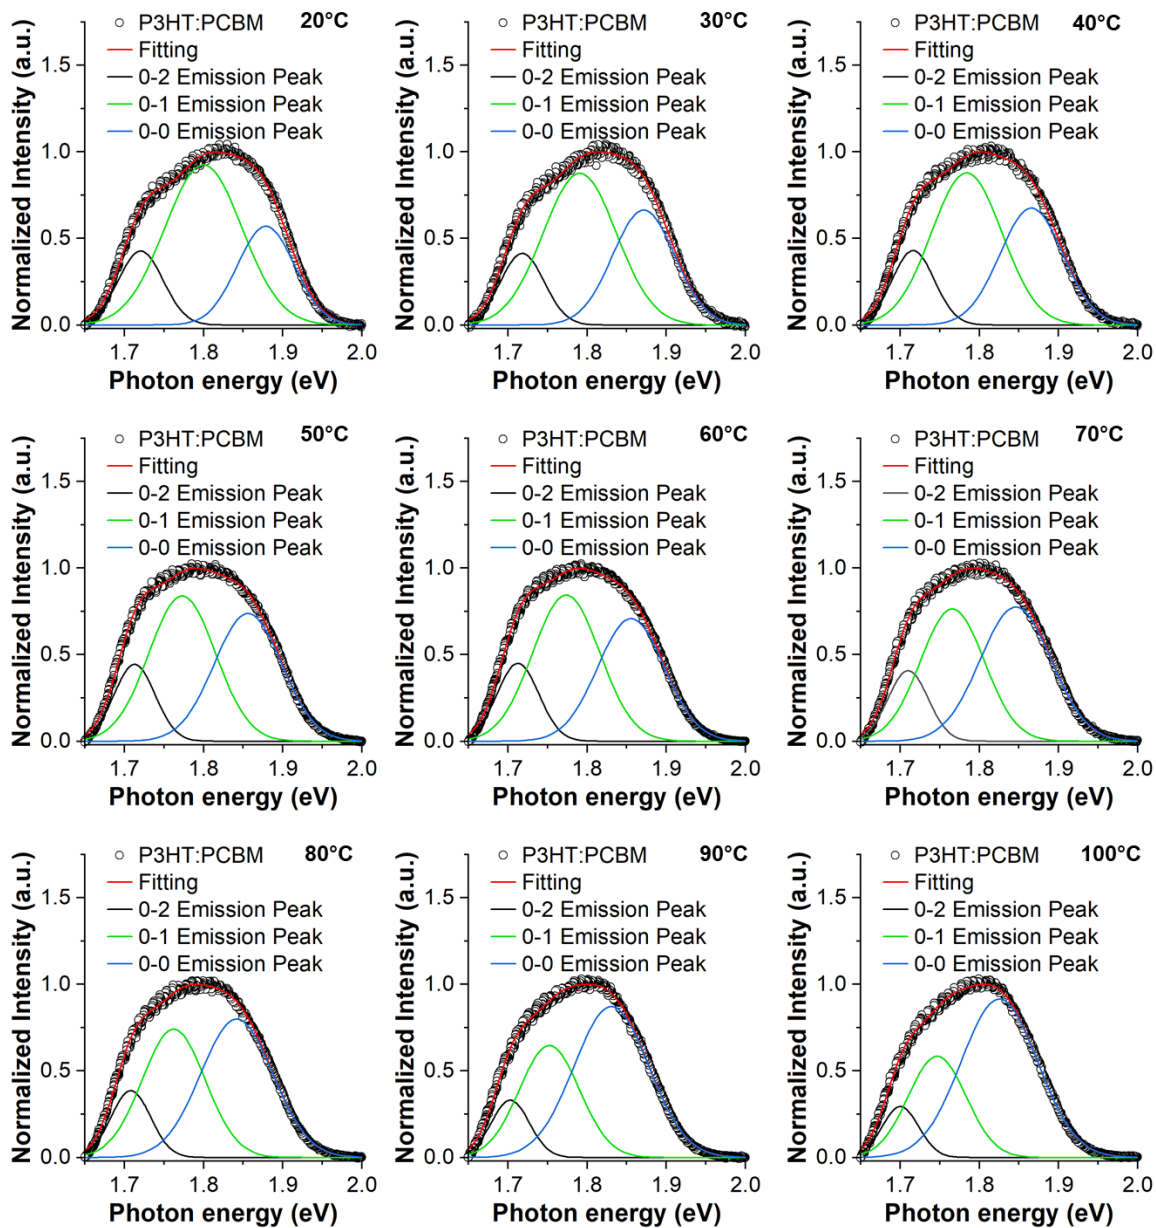 P3HT:PCBM 20°C
Fitting
0-2 Emission Peak
0-1 Emission Peak
0-0 Emission Peak
Normalized Intensity (a.u.)
1.5
1.0
0.5
0.0
1.7 1.8 1.9 2.0
Photon energy (eV)
P3HT:PCBM 30°C
Fitting
0-2 Emission Peak
0-1 Emission Peak
0-0 Emission Peak
Normalized Intensity (a.u.)
1.5
1.0
0.5
0.0
1.7 1.8 1.9 2.0
Photon energy (eV)
P3HT:PCBM 40°C
Fitting
0-2 Emission Peak
0-1 Emission Peak
0-0 Emission Peak
Normalized Intensity (a.u.)
1.5
1.0
0.5
0.0
1.7 1.8 1.9 2.0
Photon energy (eV)
P3HT:PCBM 50°C
Fitting
0-2 Emission Peak
0-1 Emission Peak
0-0 Emission Peak
Normalized Intensity (a.u.)
1.5
1.0
0.5
0.0
1.7 1.8 1.9 2.0
Photon energy (eV)
P3HT:PCBM 60°C
Fitting
0-2 Emission Peak
0-1 Emission Peak
0-0 Emission Peak
Normalized Intensity (a.u.)
1.5
1.0
0.5
0.0
1.7 1.8 1.9 2.0
Photon energy (eV)
P3HT:PCBM 70°C
Fitting
0-2 Emission Peak
0-1 Emission Peak
0-0 Emission Peak
Normalized Intensity (a.u.)
1.5
1.0
0.5
0.0
1.7 1.8 1.9 2.0
Photon energy (eV)
P3HT:PCBM 80°C
Fitting
0-2 Emission Peak
0-1 Emission Peak
0-0 Emission Peak
Normalized Intensity (a.u.)
1.5
1.0
0.5
0.0
1.7 1.8 1.9 2.0
Photon energy (eV)
P3HT:PCBM 90°C
Fitting
0-2 Emission Peak
0-1 Emission Peak
0-0 Emission Peak
Normalized Intensity (a.u.)
1.5
1.0
0.5
0.0
1.7 1.8 1.9 2.0
Photon energy (eV)
P3HT:PCBM 100°C
Fitting
0-2 Emission Peak
0-1 Emission Peak
0-0 Emission Peak
Normalized Intensity (a.u.)
1.5
1.0
0.5
0.0
1.7 1.8 1.9 2.0
Photon energy (eV)